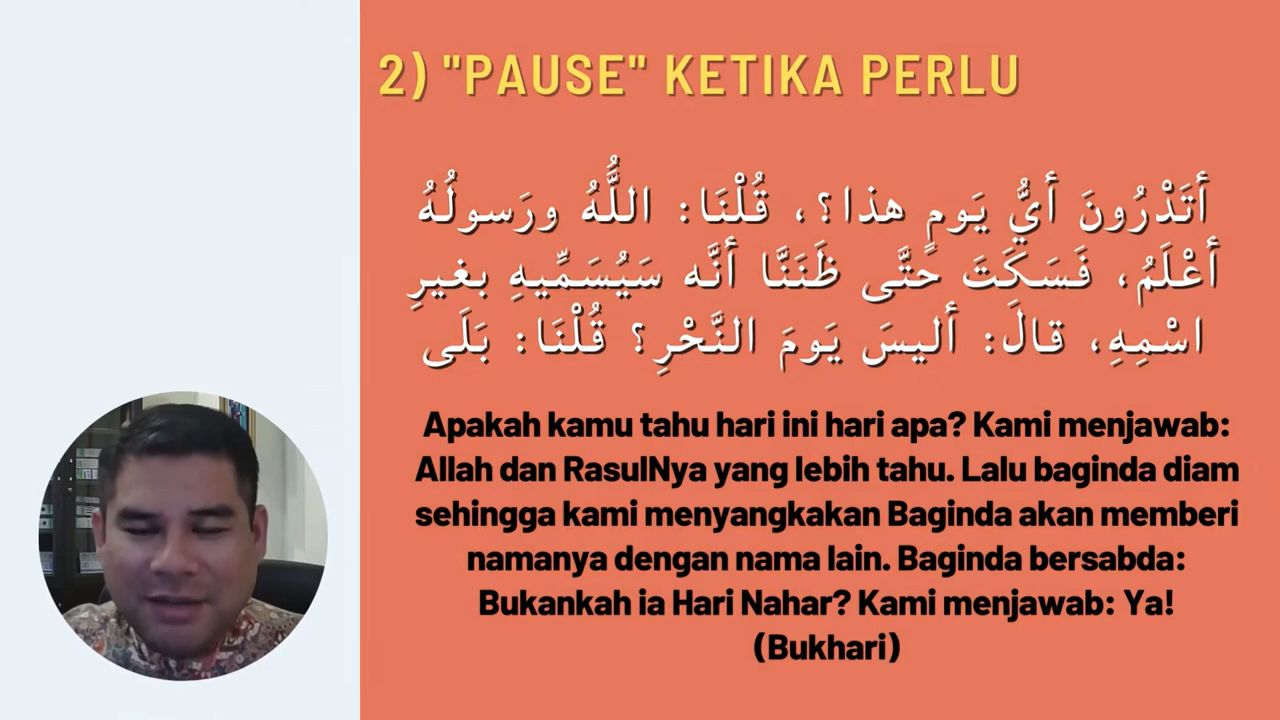 2) "PAUSE" KETIKA PERLU
أتَدْرُونَ أيُّ يَومٍ هذا؟، قُلْنَا: اللَّهُ ورَسولُهُ
أعْلَمُ، فَسَكَتَ حتَّى ظَنَنَّا أنَّه سَيُسَمِّيهِ بغيرِ
اسْمِهِ، قالَ: أليسَ يَومَ النَّحْرِ؟ قُلْنَا: بَلَى
Apakah kamu tahu hari ini hari apa? Kami menjawab:
Allah dan RasulNya yang lebih tahu. Lalu baginda diam
sehingga kami menyangkakan Baginda akan memberi
namanya dengan nama lain. Baginda bersabda:
Bukankah ia Hari Nahar? Kami menjawab: Ya!
(Bukhari)